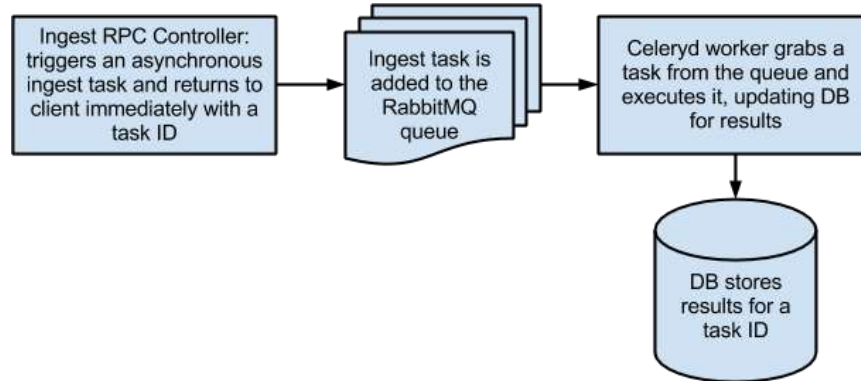 Ingest RPC Controller:
triggers an asynchronous
ingest task and returns to
client immediately with a
task ID
Ingest task is
added to the
RabbitMQ
queue
Celeryd worker grabs a
task from the queue and
executes it, updating DB
for results
DB stores
results for a
task ID